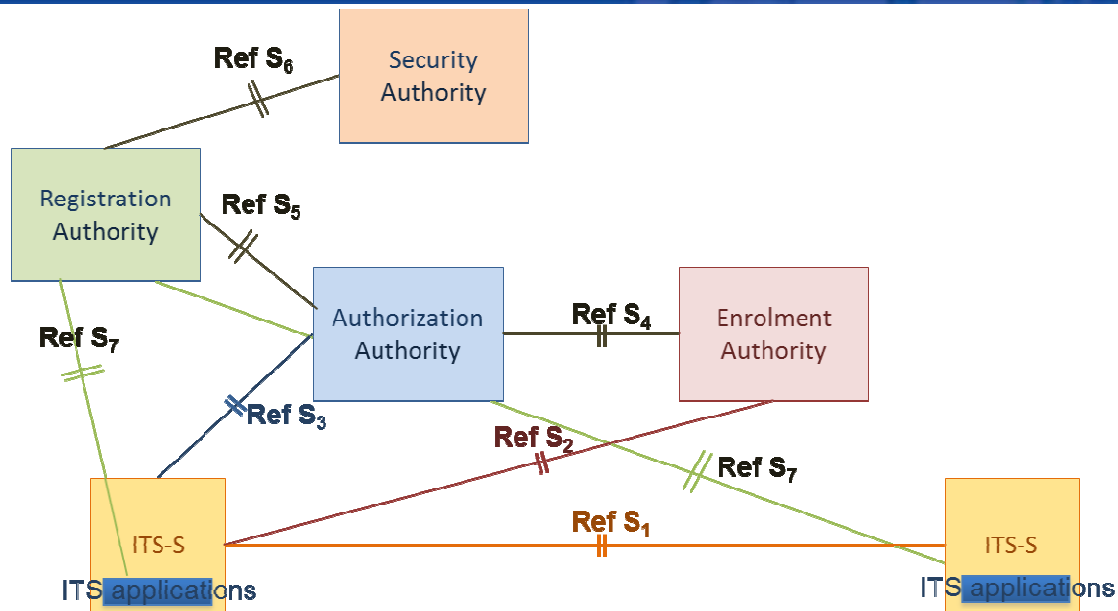 Ref S₆
Security
Authority
Registration
Authority
Ref S₅
Authorization
Authority
Ref S₄
Enrolment
Authority
Ref S₇
Ref S₃
Ref S₂
Ref S₇
Ref S₁
ITS-S
ITS applications
ITS-S
ITS applications